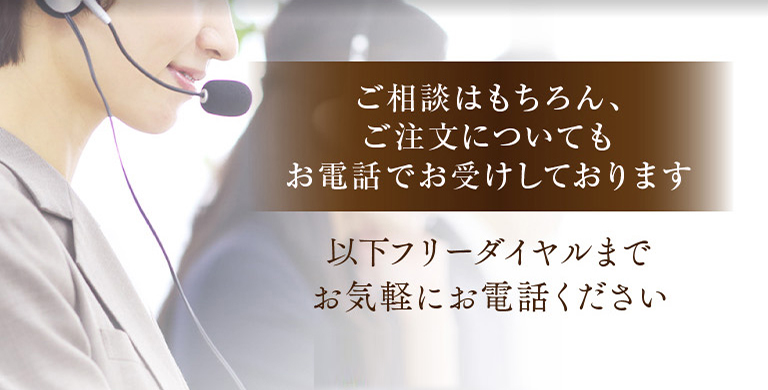 ご相談はもちろん、
ご注文についても
お電話でお受けしております
以下フリーダイヤルまで
お気軽にお電話ください